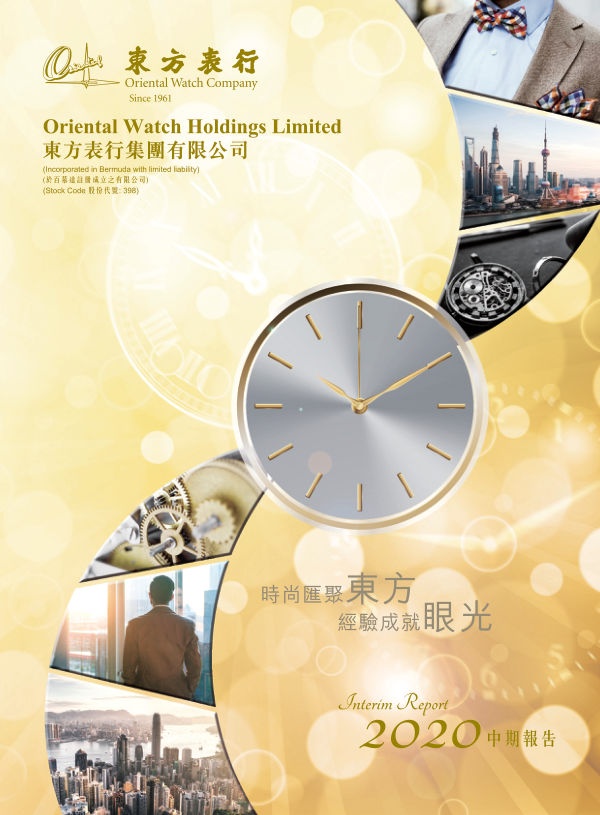 Oriental
東方表行
Oriental Watch Company
Since 1961
Oriental Watch Holdings Limited
東方表行集團有限公司
(Incorporated in Bermuda with limited liability)
(於百慕達註冊成立之有限公司)
(Stock Code 股份代號: 398)
時尚匯聚東方
經驗成就眼光
Interim Report
2020 中期報告